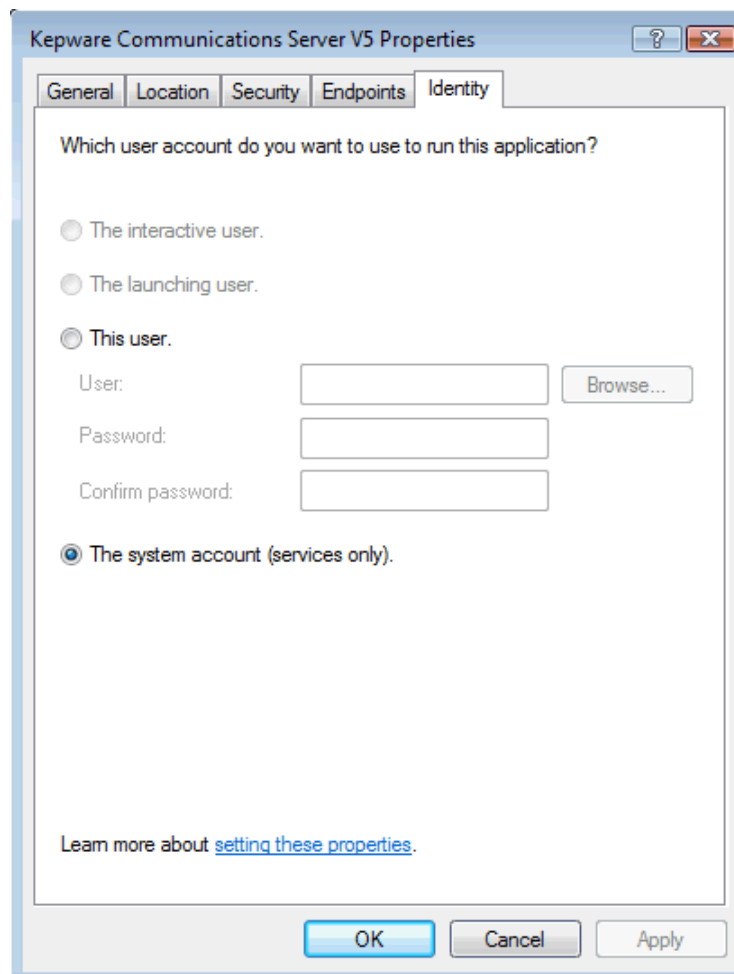 Kepware Communications Server V5 Properties
General Location Security Endpoints Identity
Which user account do you want to use to run this application?
The interactive user.
The launching user.
This user.
User:
Browse...
Password:
Confirm password:
The system account (services only).
Learn more about setting these properties.
OK Cancel Apply